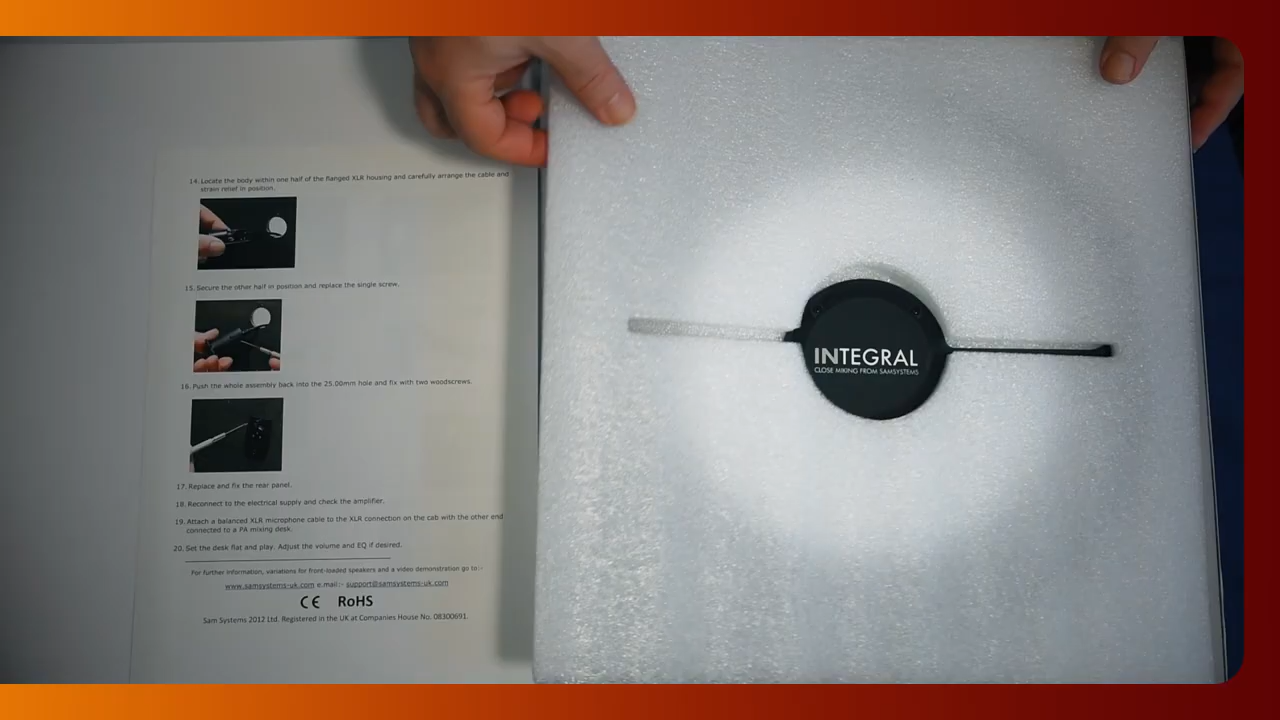 14. Locate the body within one half of the flanged XLR housing and carefully arrange the cable and
strain relief in position.
15. Secure the other half in position and replace the single screw.
16. Push the whole assembly back into the 25.00mm hole and fix with two woodscrews.
17. Replace and fix the rear panel.
18. Reconnect to the electrical supply and check the amplifier.
19. Attach a balanced XLR microphone cable to the XLR connection on the cab with the other end
connected to a PA mixing desk.
20. Set the desk flat and play. Adjust the volume and EQ if desired.
For further information, variations for front-loaded speakers and a video demonstration go to:-
www.samsystems-uk.com e.mail:- support@samsystems-uk.com
CE RoHS
Sam Systems 2012 Ltd. Registered in the UK at Companies House No. 08300691.
INTEGRAL
CLOSE MIKING FROM SAMSYSTEMS